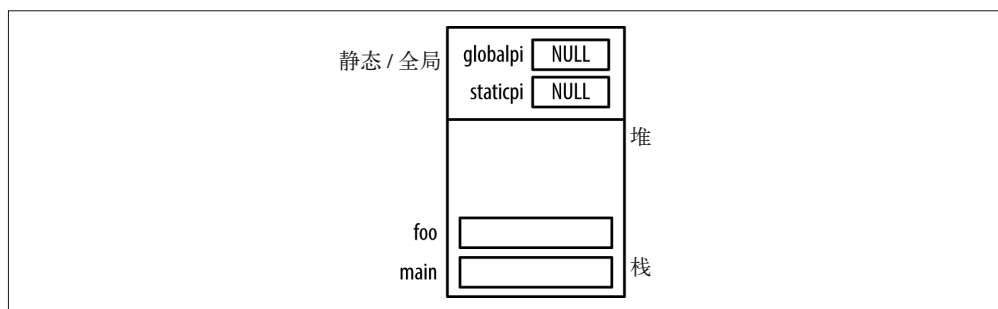 静态 / 全局
globalpi NULL
staticpi NULL
堆
foo
main
栈